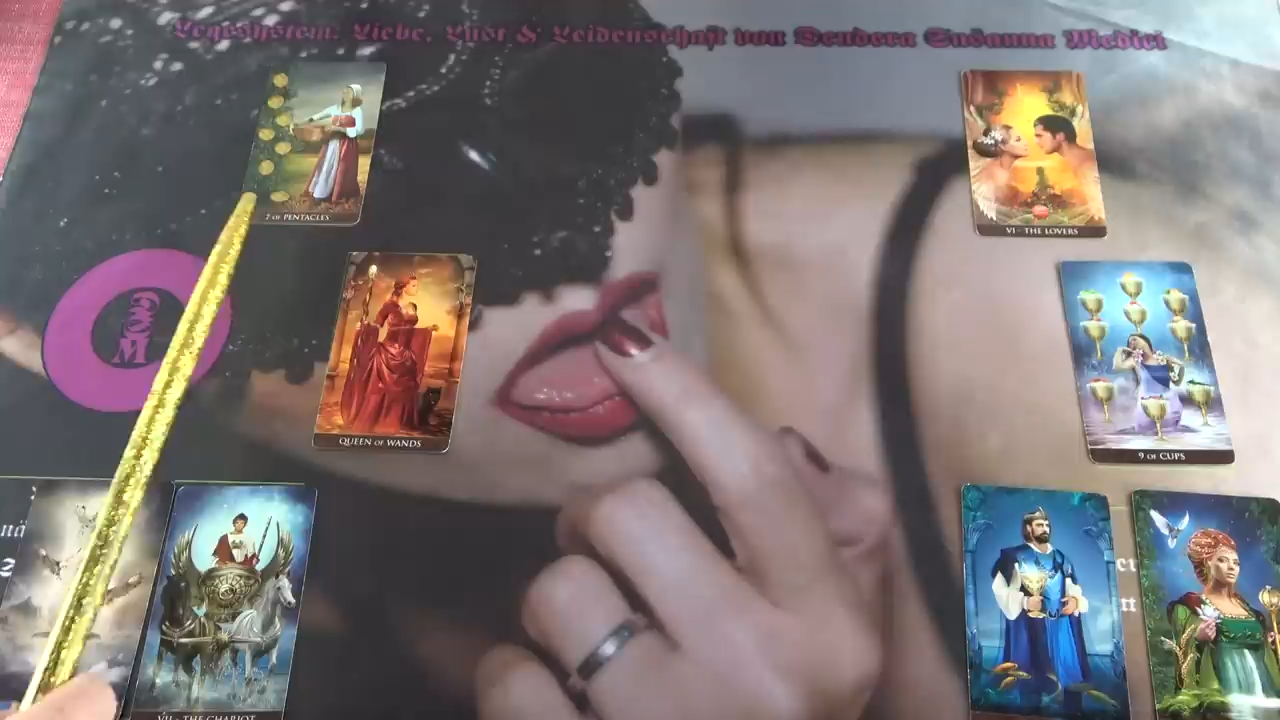 Legesystem: Liebe, Lust & Leidenschaft von Dendera Susanna Medici
7 OF PENTACLES
VI - THE LOVERS
QUEEN OF WANDS
9 OF CUPS
VII - THE CHARIOT